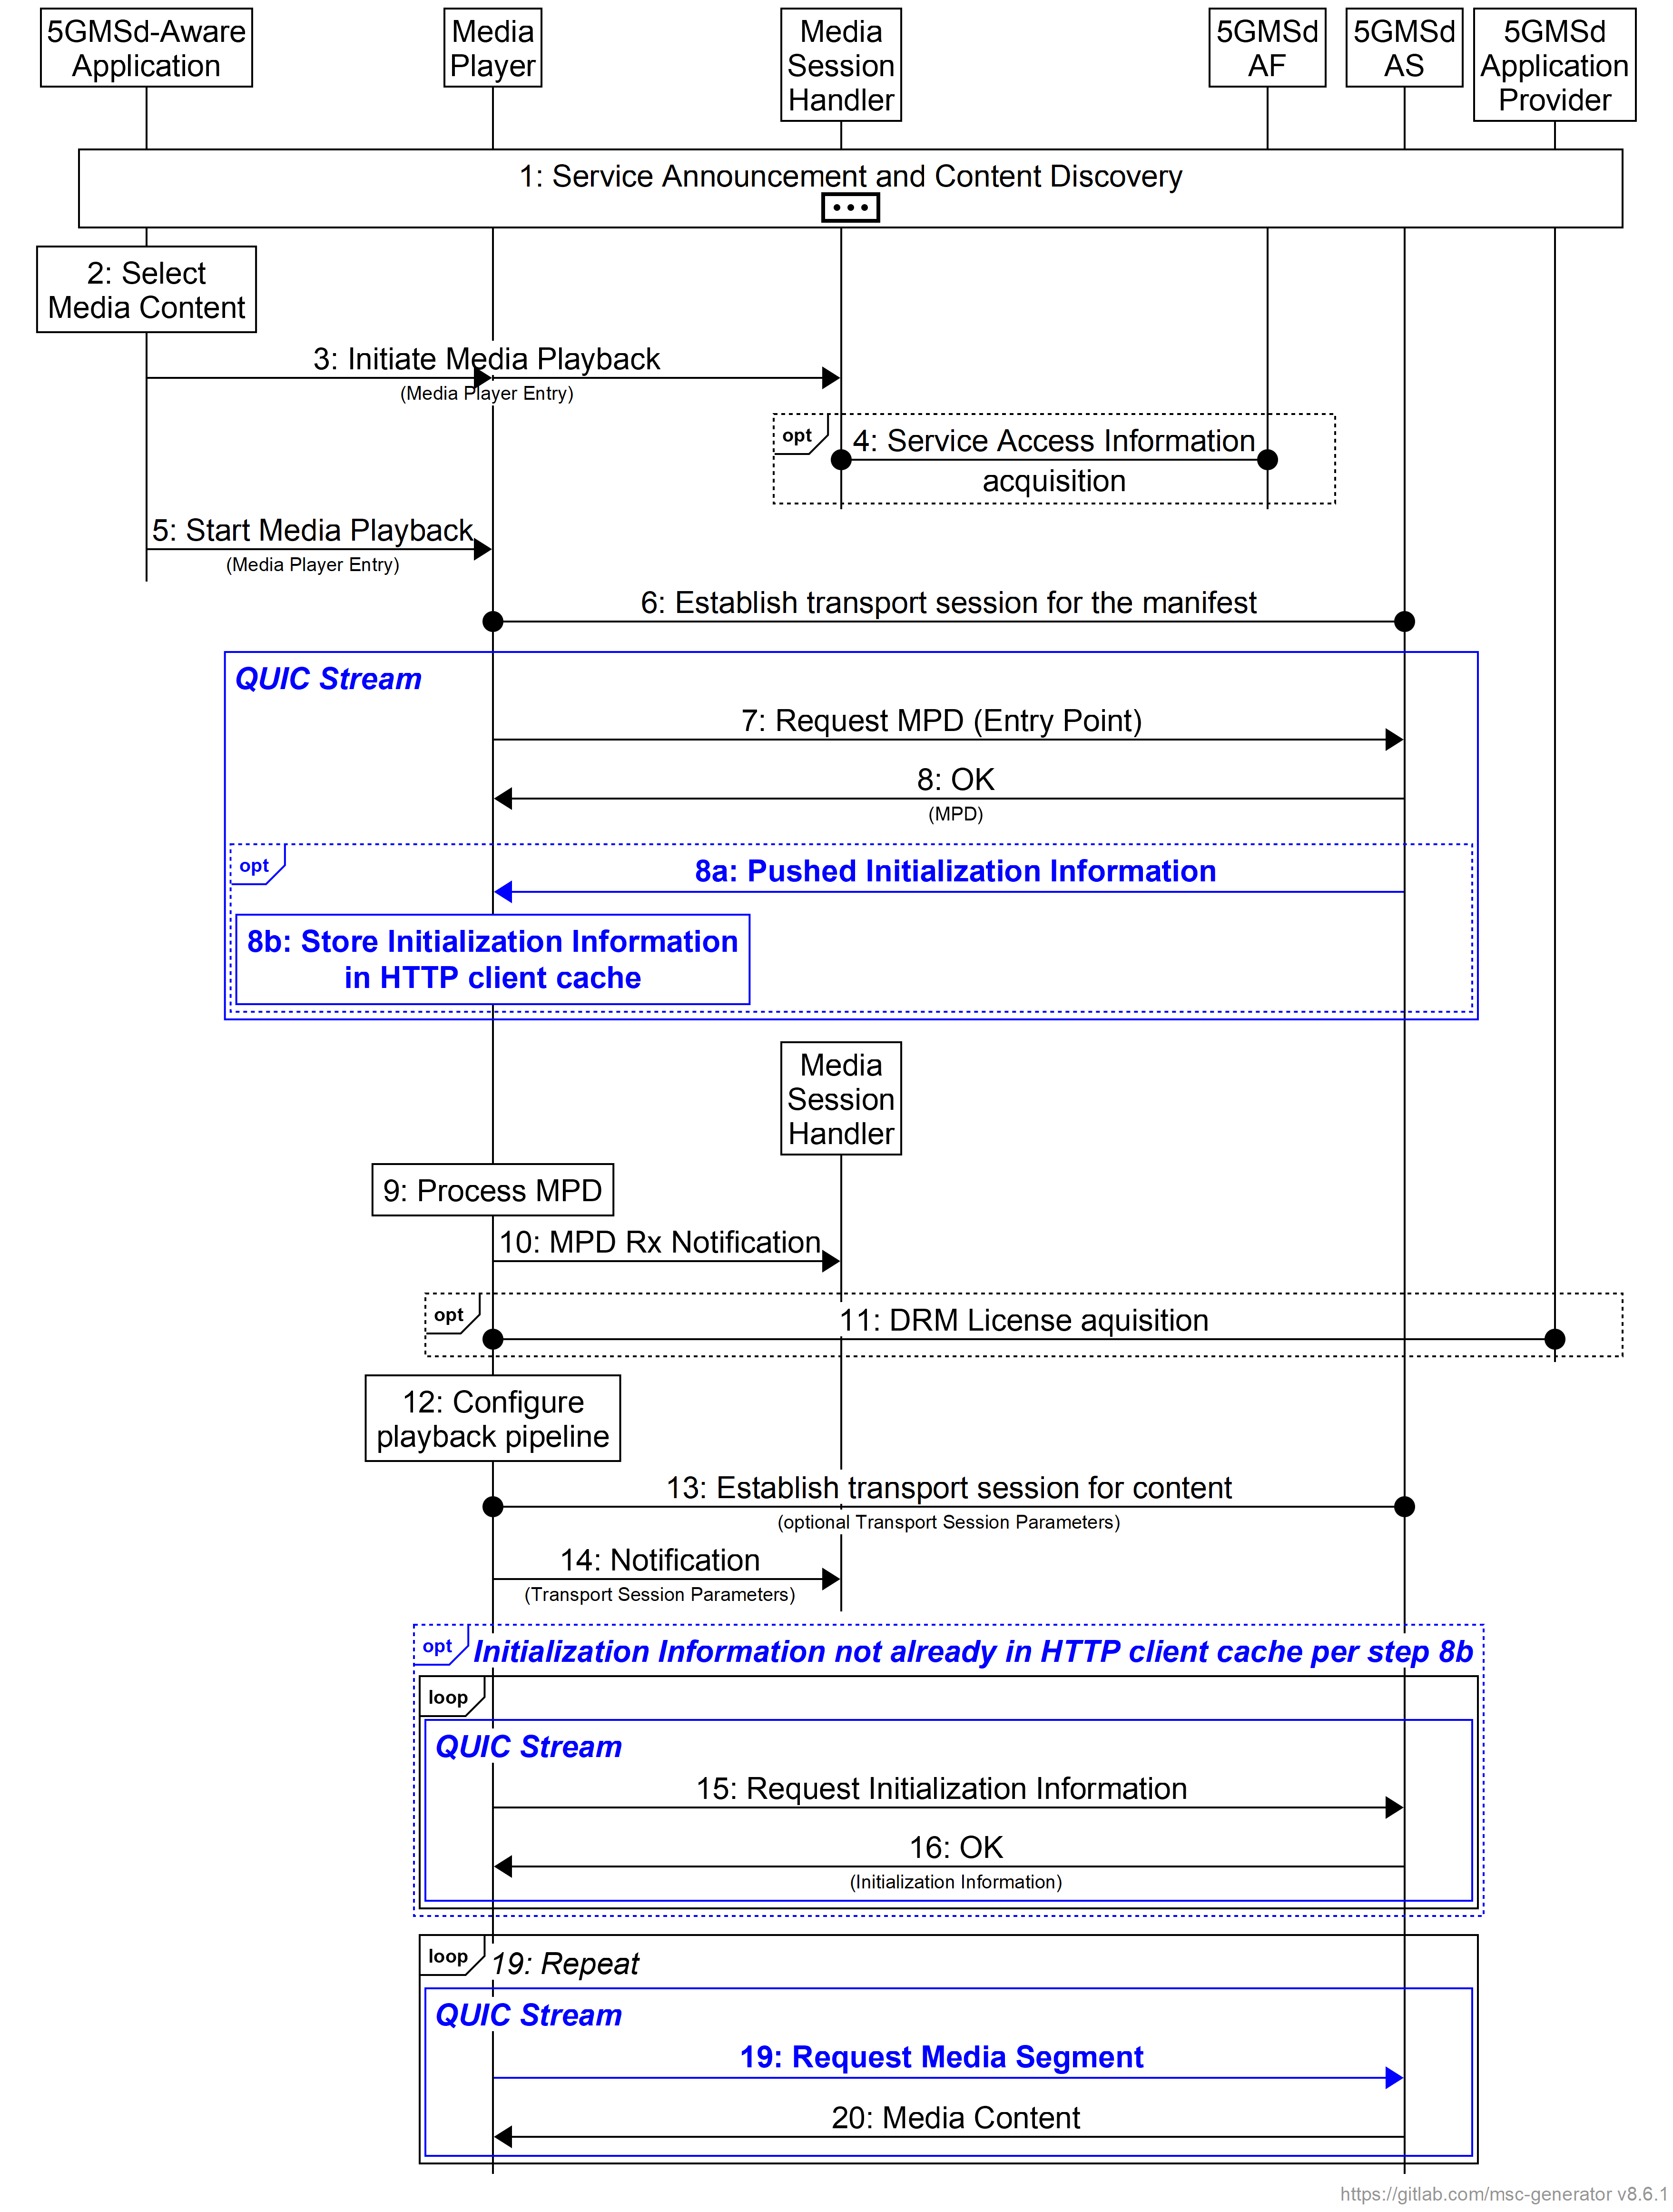 5GMSd-Aware
Application
Media
Player
Media
Session
Handler
5GMSd
AF
5GMSd
AS
5GMSd
Application
Provider
1: Service Announcement and Content Discovery
2: Select
Media Content
3: Initiate Media Playback
(Media Player Entry)
opt
4: Service Access Information
acquisition
5: Start Media Playback
(Media Player Entry)
6: Establish transport session for the manifest
QUIC Stream
7: Request MPD (Entry Point)
8: OK
(MPD)
opt
8a: Pushed Initialization Information
8b: Store Initialization Information
in HTTP client cache
Media
Session
Handler
9: Process MPD
10: MPD Rx Notification
opt
11: DRM License aquisition
12: Configure
playback pipeline
13: Establish transport session for content
(optional Transport Session Parameters)
14: Notification
(Transport Session Parameters)
opt
Initialization Information not already in HTTP client cache per step 8b
loop
QUIC Stream
15: Request Initialization Information
16: OK
(Initialization Information)
loop
19: Repeat
QUIC Stream
19: Request Media Segment
20: Media Content
https://gitlab.com/msc-generator v8.6.1